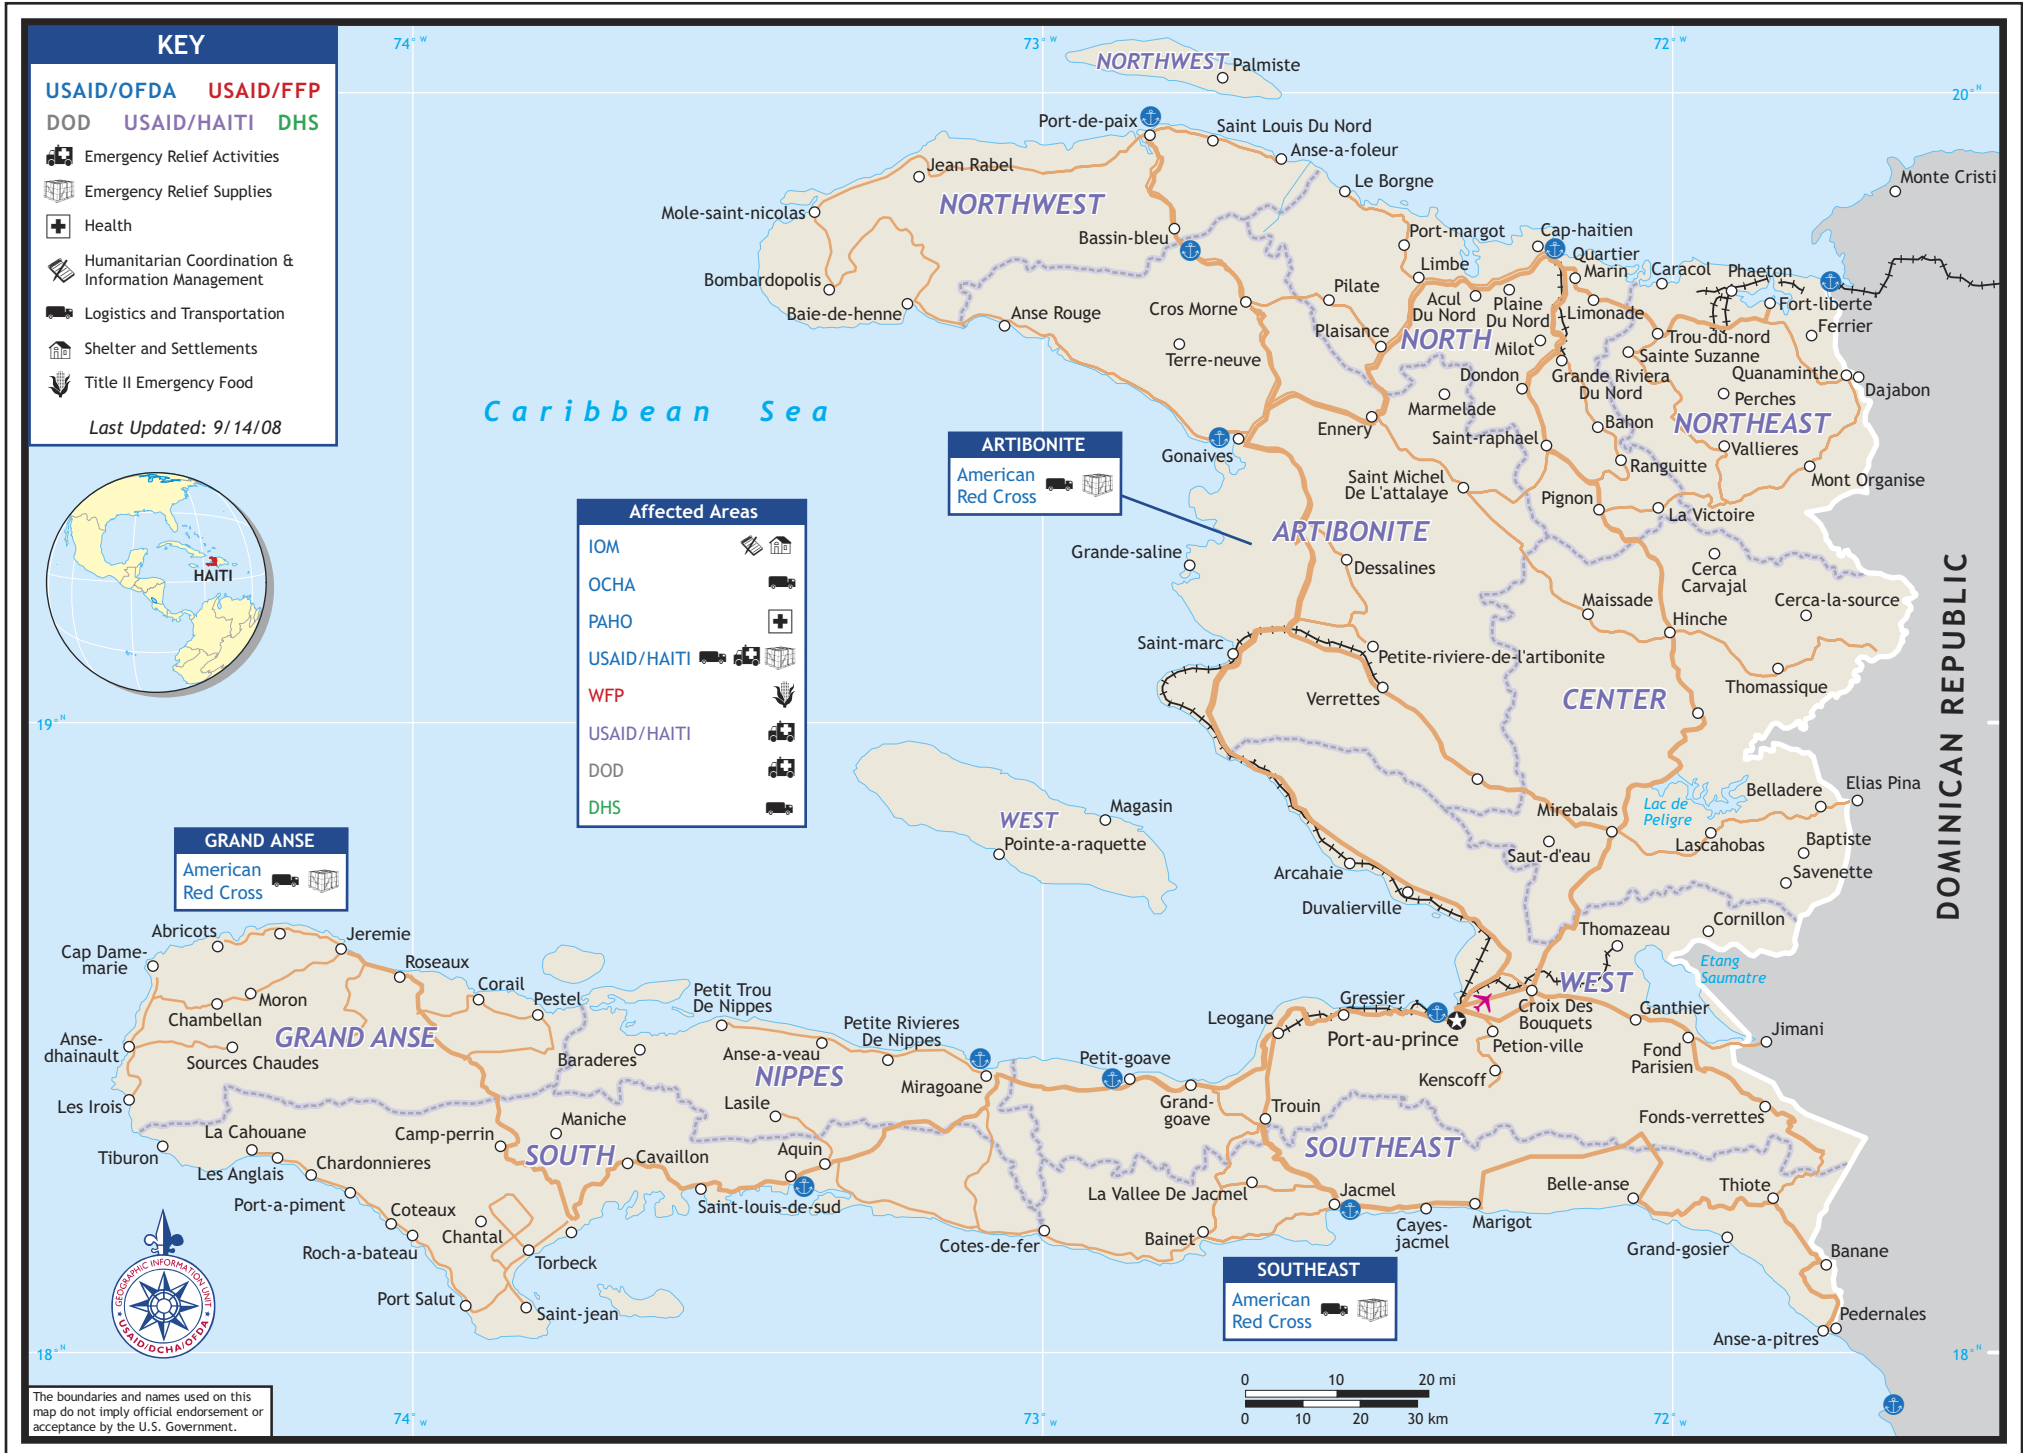 KEY
USAID/OFDA USAID/FFP
DOD USAID/HAITI DHS
Emergency Relief Activities
Emergency Relief Supplies
Health
Humanitarian Coordination &
Information Management
Logistics and Transportation
Shelter and Settlements
Title II Emergency Food
Last Updated: 9/14/08
74° W
73° W
72° W
20° N
NORTHWEST
Palmiste
Port-de-paix
Saint Louis Du Nord
Anse-a-foleur
Jean Rabel
Le Borgne
Monte Cristi
NORTHWEST
Mole-saint-nicolas
Bassin-bleu
Port-margot
Cap-haitien
Quartier
Marin
Limbe
Caracol
Phaeton
Bombardopolis
Pilate
Acul
Du Nord
Plaine
Du Nord
Limonade
Fort-liberte
Baie-de-henne
Anse Rouge
Cros Morne
Plaisance
NORTH
Milot
Trou-du-nord
Ferrier
Terre-neuve
Sainte Suzanne
Dondon
Grande Riviera
Du Nord
Quanaminthe
Dajabon
Perches
Marmelade
Caribbean Sea
Ennery
Saint-raphael
Bahon
NORTHEAST
Vallieres
Gonaives
Ranguitte
Mont Organise
ARTIBONITE
American
Red Cross
Saint Michel
De L'attalaye
Pignon
La Victoire
HAITI
Affected Areas
IOM
OCHA
PAHO
USAID/HAITI
WFP
USAID/HAITI
DOD
DHS
ARTIBONITE
Grande-saline
Dessalines
Cerca
Carvajal
Maissade
Cerca-la-source
Hinche
Saint-marc
Petite-riviere-de-l'artibonite
Verrettes
CENTER
Thomassique
DOMINICAN REPUBLIC
19° N
Magasin
WEST
Pointe-a-raquette
Lac de
Peligre
Belladere
Elias Pina
Mirebalais
Saut-d'eau
Lascahobas
Baptiste
Savenette
Arcahaie
Duvalierville
Cornillon
Thomazeau
Etang
Saumatre
WEST
GRAND ANSE
American
Red Cross
Abricots
Jeremie
Cap Dame-
marie
Roseaux
Corail
Pestel
Moron
Chambellan
GRAND ANSE
Anse-
dhainault
Sources Chaudes
Les Irois
Petit Trou
De Nippes
Petite Rivieres
De Nippes
Baraderes
Anse-a-veau
NIPPES
Miragoane
Lasile
Petit-goave
Leogane
Gressier
Port-au-prince
Croix Des
Bouquets
Petion-ville
Kenscoff
Ganthier
Fond
Parisien
Jimani
Grand-
goave
Trouin
Fonds-verrettes
Tiburon
La Cahouane
Les Anglais
Camp-perrin
Chardonnieres
Maniche
SOUTH
Cavaillon
Aquin
SOUTHEAST
Port-a-piment
Saint-louis-de-sud
La Vallee De Jacmel
Jacmel
Belle-anse
Thiote
Coteaux
Chantal
Roch-a-bateau
Torbeck
Cotes-de-fer
Bainet
Cayes-
jacmel
Marigot
Grand-gosier
Banane
Port Salut
Saint-jean
SOUTHEAST
American
Red Cross
Pedernales
Anse-a-pitres
GEOGRAPHIC INFORMATION UNIT
USAID/DCHA/OFDA
18° N
18° N
0 10 20 mi
0 10 20 30 km
The boundaries and names used on this
map do not imply official endorsement or
acceptance by the U.S. Government.
74° W
73° W
72° W